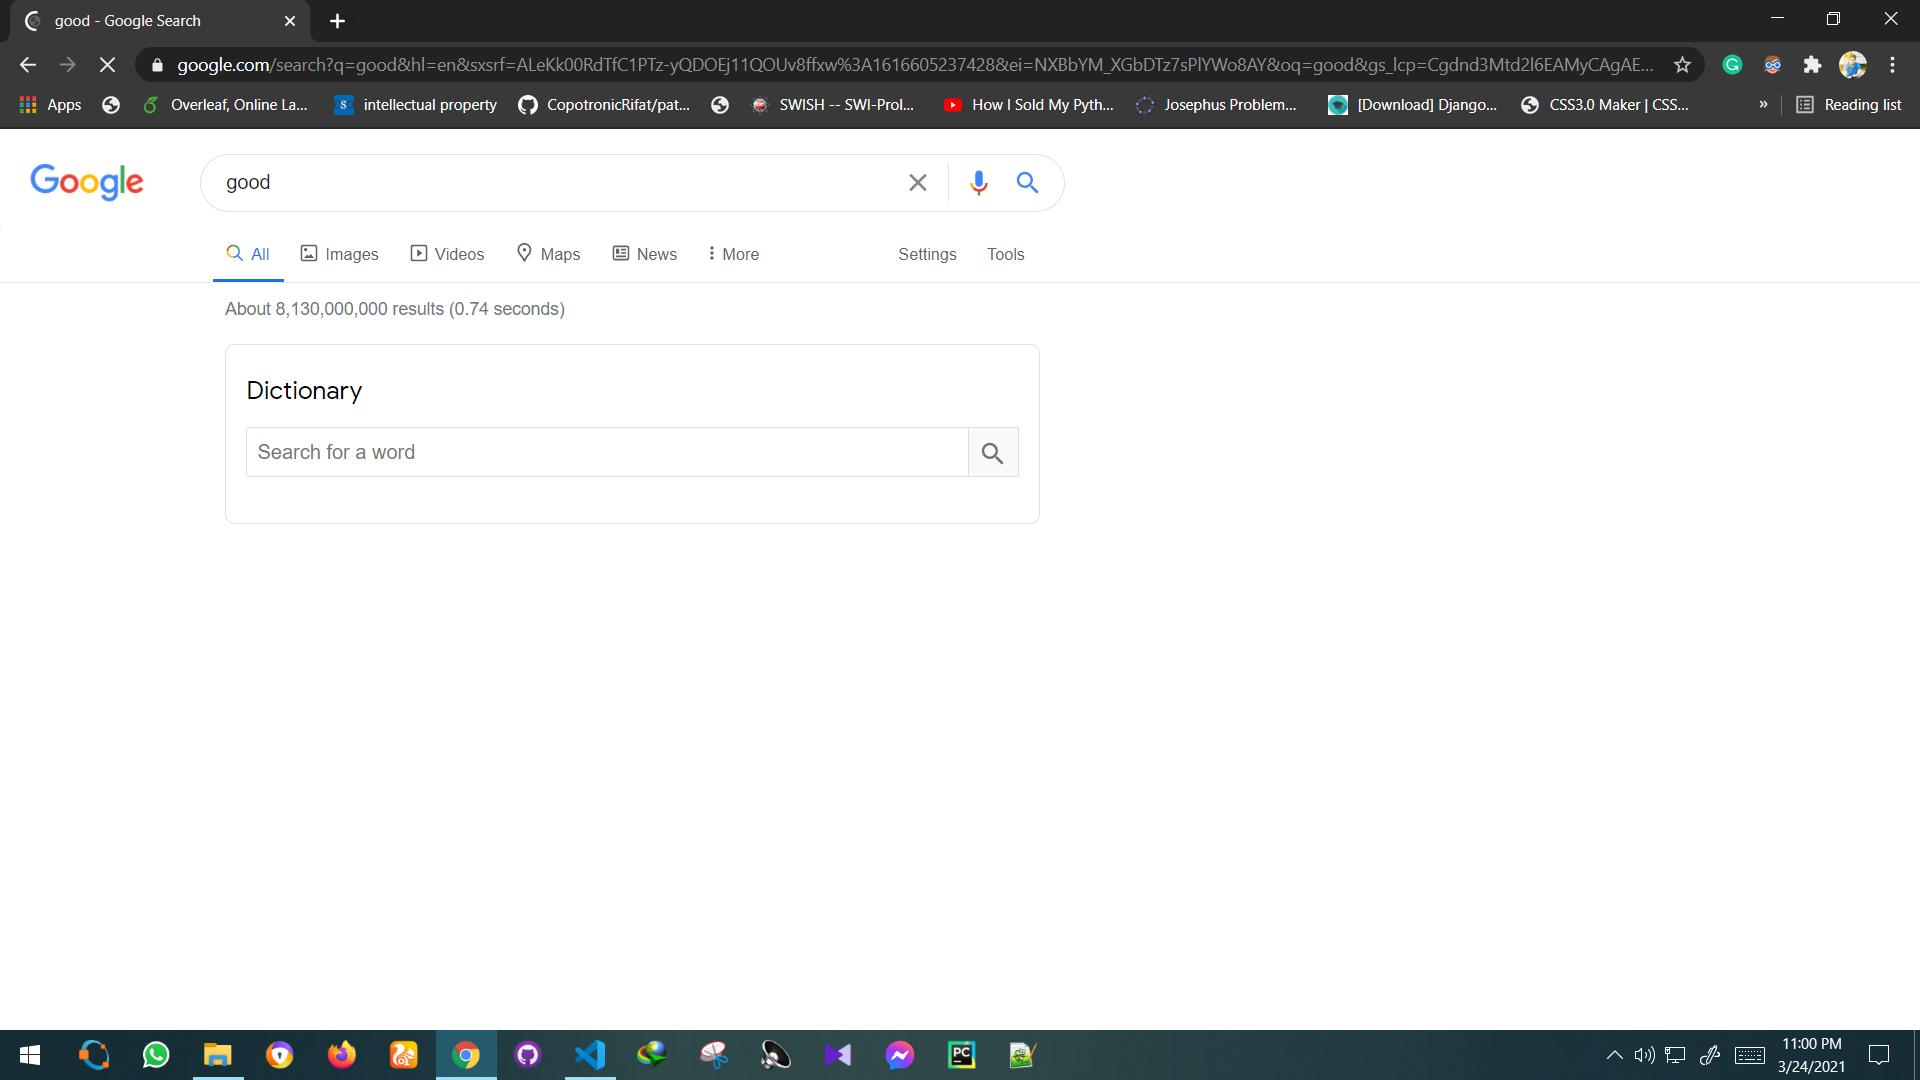 good - Google Search
google.com/search?q=good&hl=en&sxsrf=ALeKk00RdTfC1PTz-yQDOEj11QOUv8ffxw%3A1616605237428&ei=NXBbYM_XGbDTz7sPlYWo8AY&oq=good&gs_lcp=Cgdnd3Mtd2l6EAMyCAgAE...
Apps Overleaf, Online La... intellectual property CopotronicRifat/pat... SWISH -- SWI-Prol... How I Sold My Pyth... Josephus Problem... [Download] Django... CSS3.0 Maker | CSS... » Reading list
Google good
All Images Videos Maps News More Settings Tools
About 8,130,000,000 results (0.74 seconds)
Dictionary
Search for a word
11:00 PM
3/24/2021